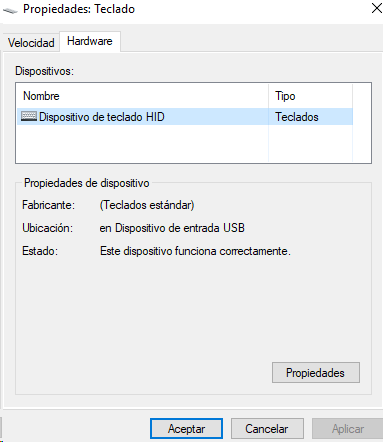 Propiedades: Teclado
Velocidad Hardware
Dispositivos:
Nombre Tipo
Dispositivo de teclado HID Teclados
Propiedades de dispositivo
Fabricante: (Teclados estándar)
Ubicación: en Dispositivo de entrada USB
Estado: Este dispositivo funciona correctamente.
Propiedades
Aceptar Cancelar Aplicar